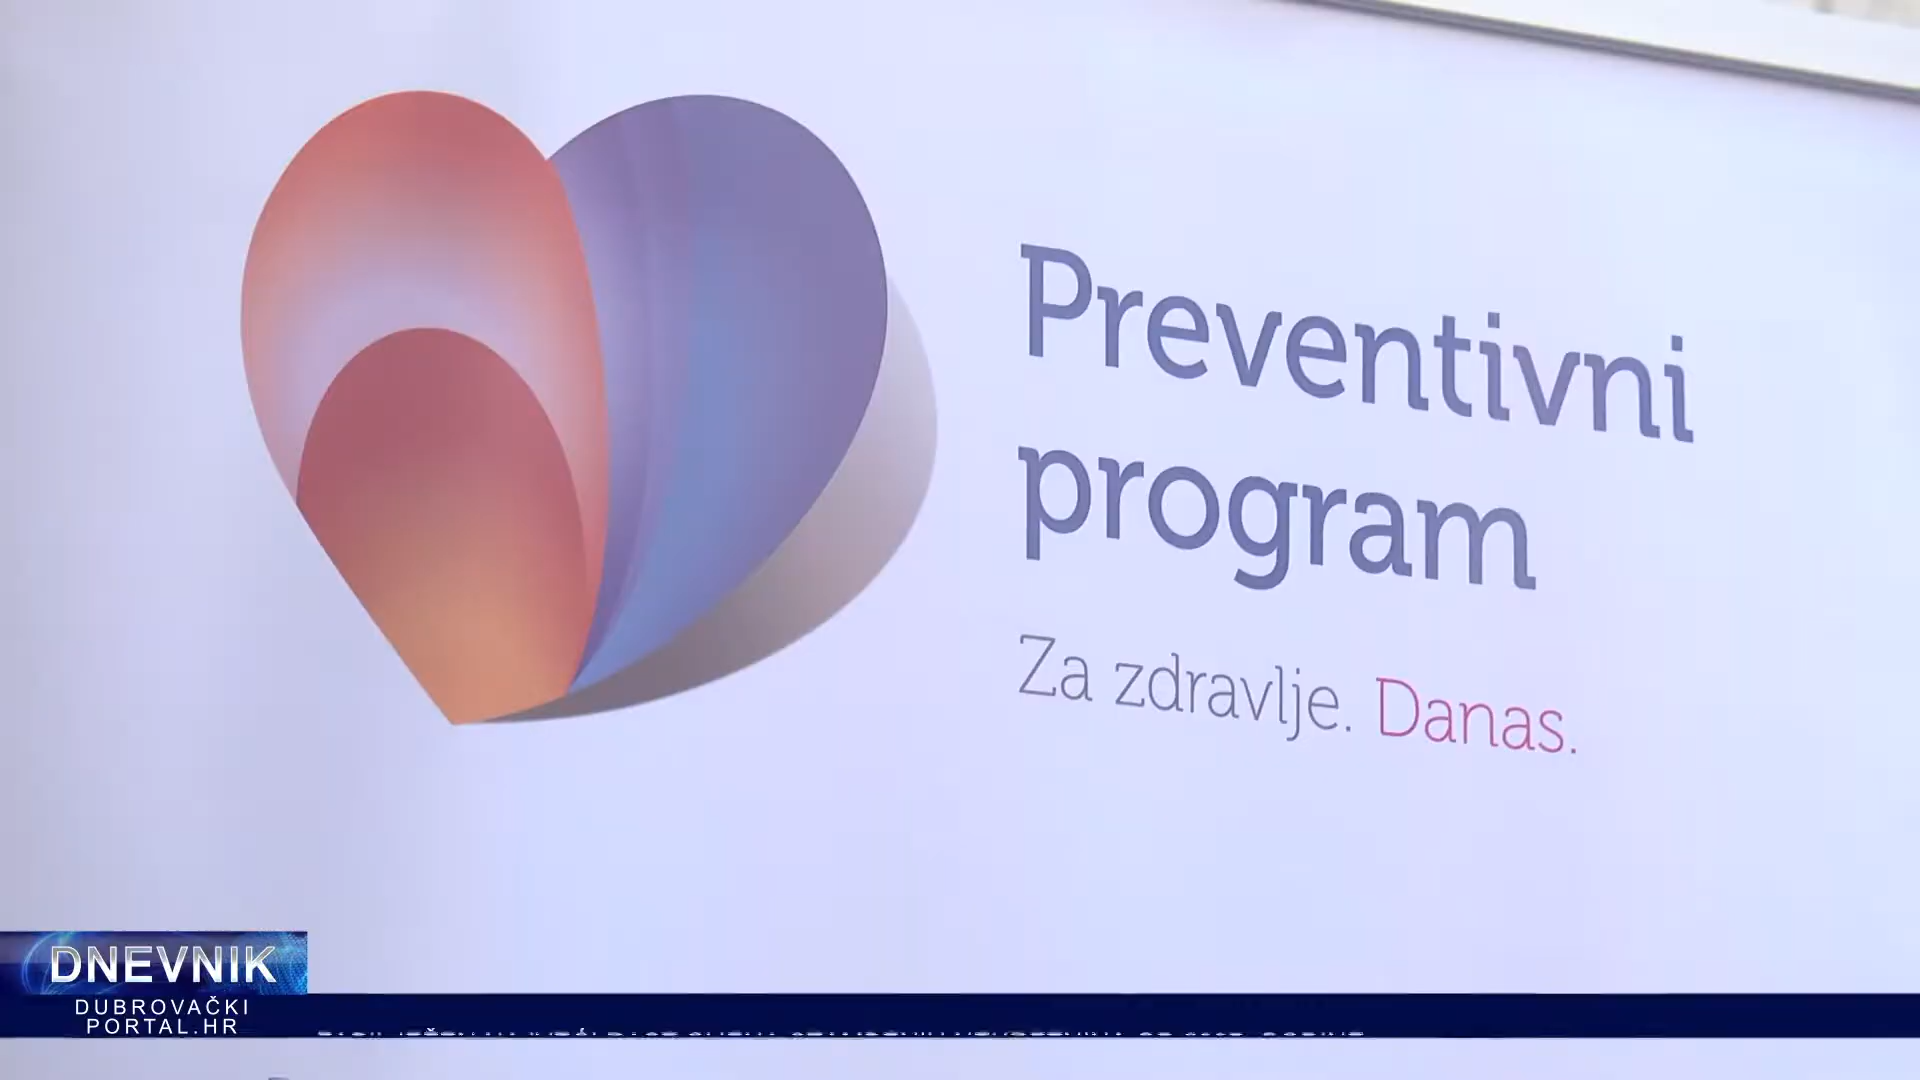 Preventivni
program
Za zdravlje. Danas.
DNEVNIK
DUBROVAČKI
PORTAL.HR